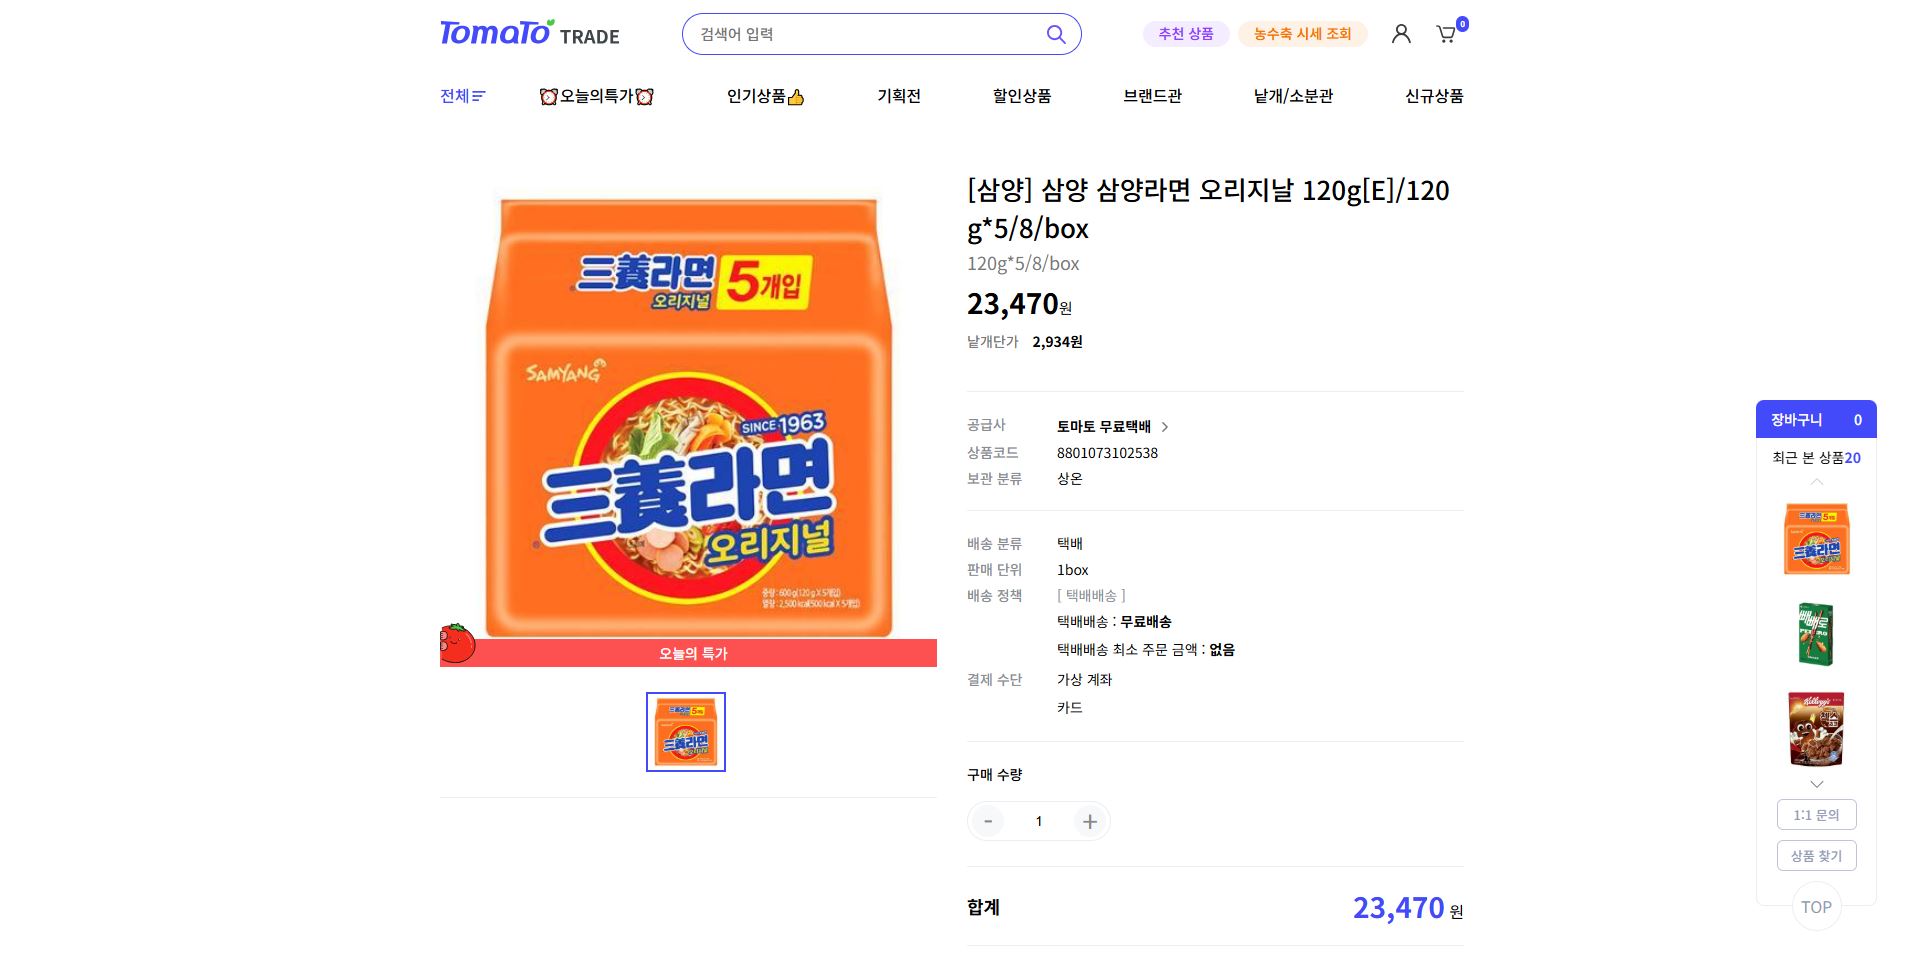 TomaTo TRADE
검색어 입력
추천 상품
농수축 시세 조회
0
전체
오늘의특가
인기상품
기획전
할인상품
브랜드관
낱개/소분관
신규상품
三養라면
오리지널
5개입
SAMYANG
SINCE 1963
三養라면
오리지널
중량 : 600 g(120 g X 5개입)
열량 : 2,500 kcal(500 kcal X 5개입)
오늘의 특가
[삼양] 삼양 삼양라면 오리지날 120g[E]/120
g*5/8/box
120g*5/8/box
23,470원
낱개단가 2,934원
공급사 토마토 무료택배
상품코드 8801073102538
보관 분류 상온
배송 분류 택배
판매 단위 1box
배송 정책 [ 택배배송 ]
택배배송 : 무료배송
택배배송 최소 주문 금액 : 없음
결제 수단 가상 계좌
카드
구매 수량
- 1 +
합계 23,470 원
장바구니 0
최근 본 상품20
三養라면
빼빼로
Kellogg's
첵스
1:1 문의
상품 찾기
TOP